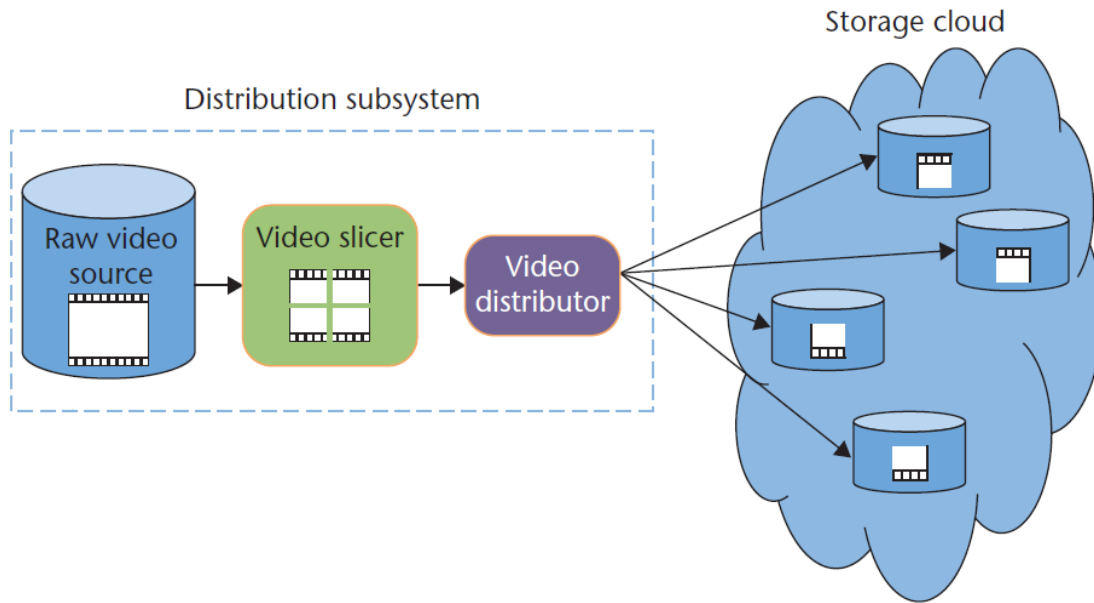 Storage cloud
Distribution subsystem
Raw video
source
Video slicer
Video
distributor